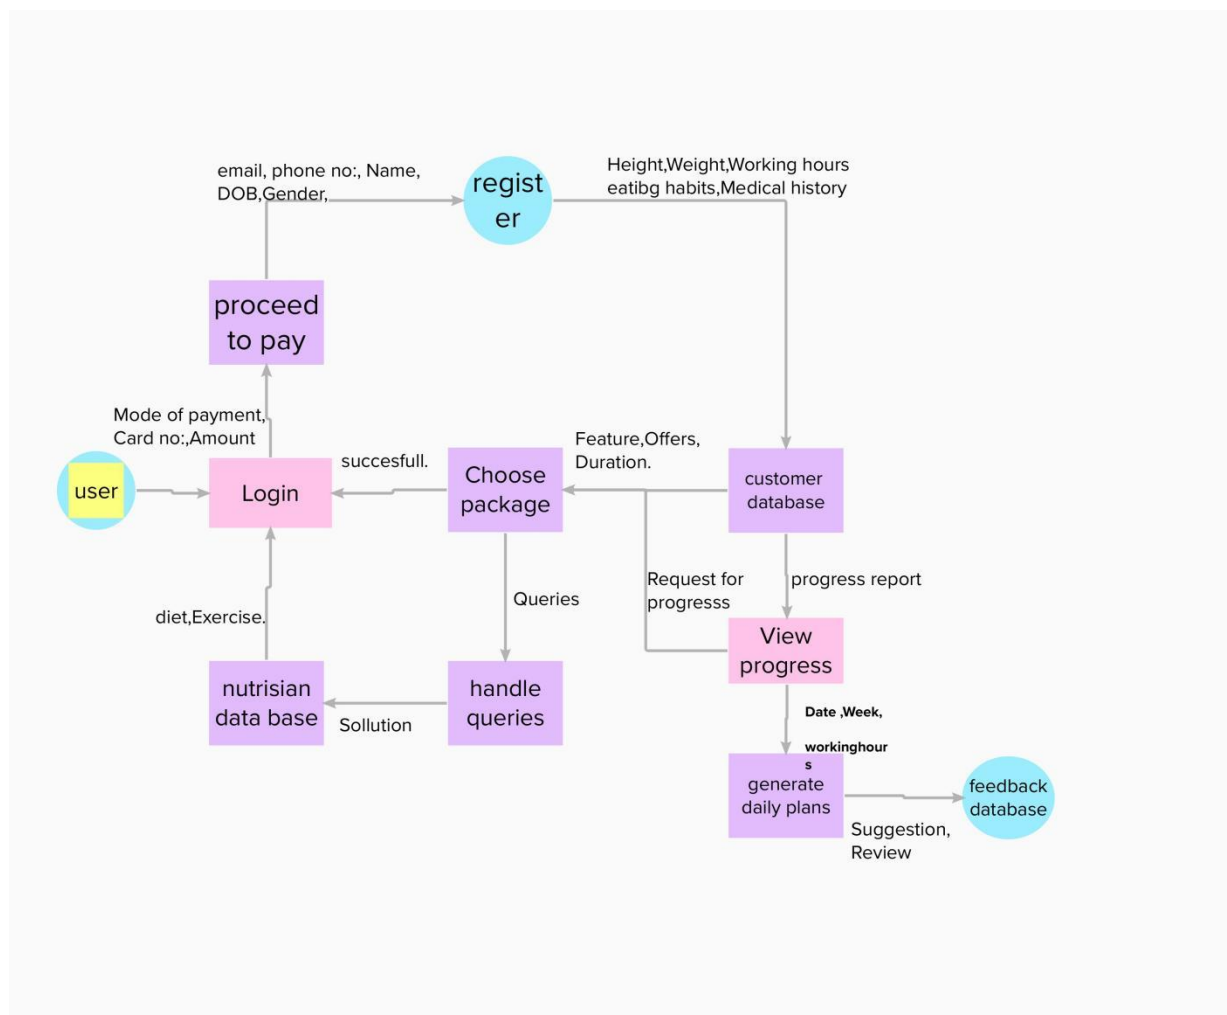 email, phone no:, Name,
DOB,Gender,
regist
er
Height,Weight,Working hours
eatibg habits,Medical history
proceed
to pay
Mode of payment,
Card no:,Amount
user
Login
succesfull.
Choose
package
Feature,Offers,
Duration.
customer
database
diet,Exercise.
Queries
Request for
progresss
progress report
View
progress
nutrisian
data base
Sollution
handle
queries
Date ,Week,
workinghour
s
generate
daily plans
feedback
database
Suggestion,
Review